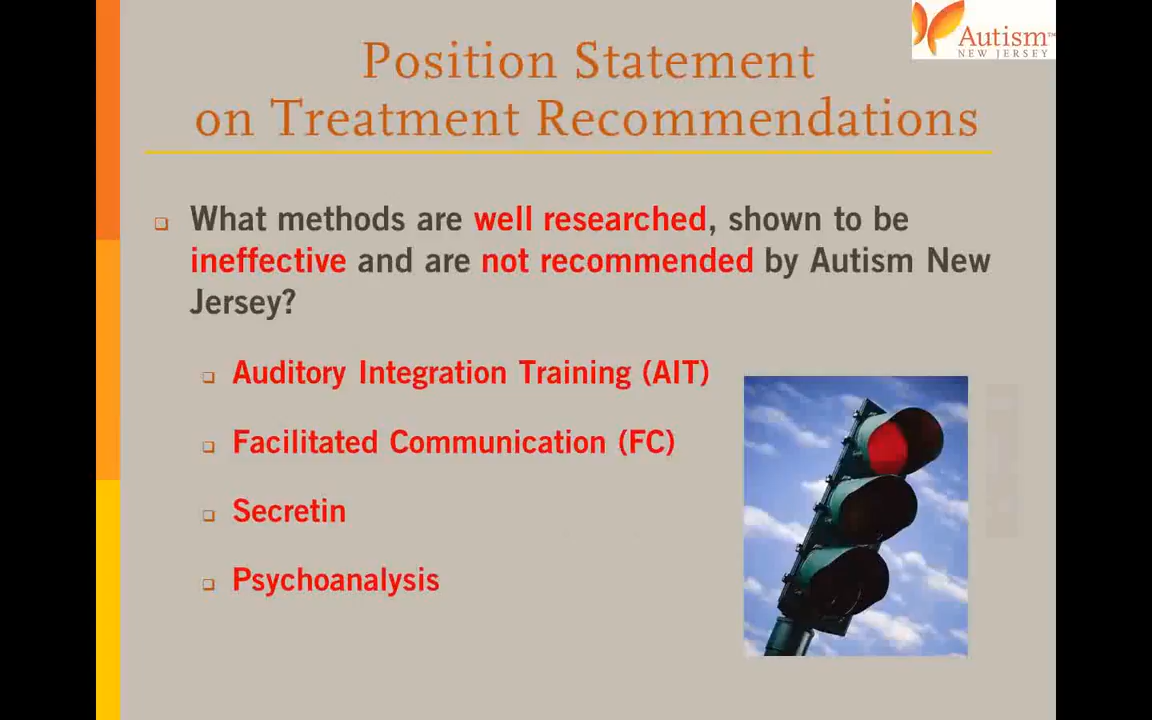 Autism™
NEW JERSEY
Position Statement
on Treatment Recommendations
What methods are well researched, shown to be
ineffective and are not recommended by Autism New
Jersey?
Auditory Integration Training (AIT)
Facilitated Communication (FC)
Secretin
Psychoanalysis